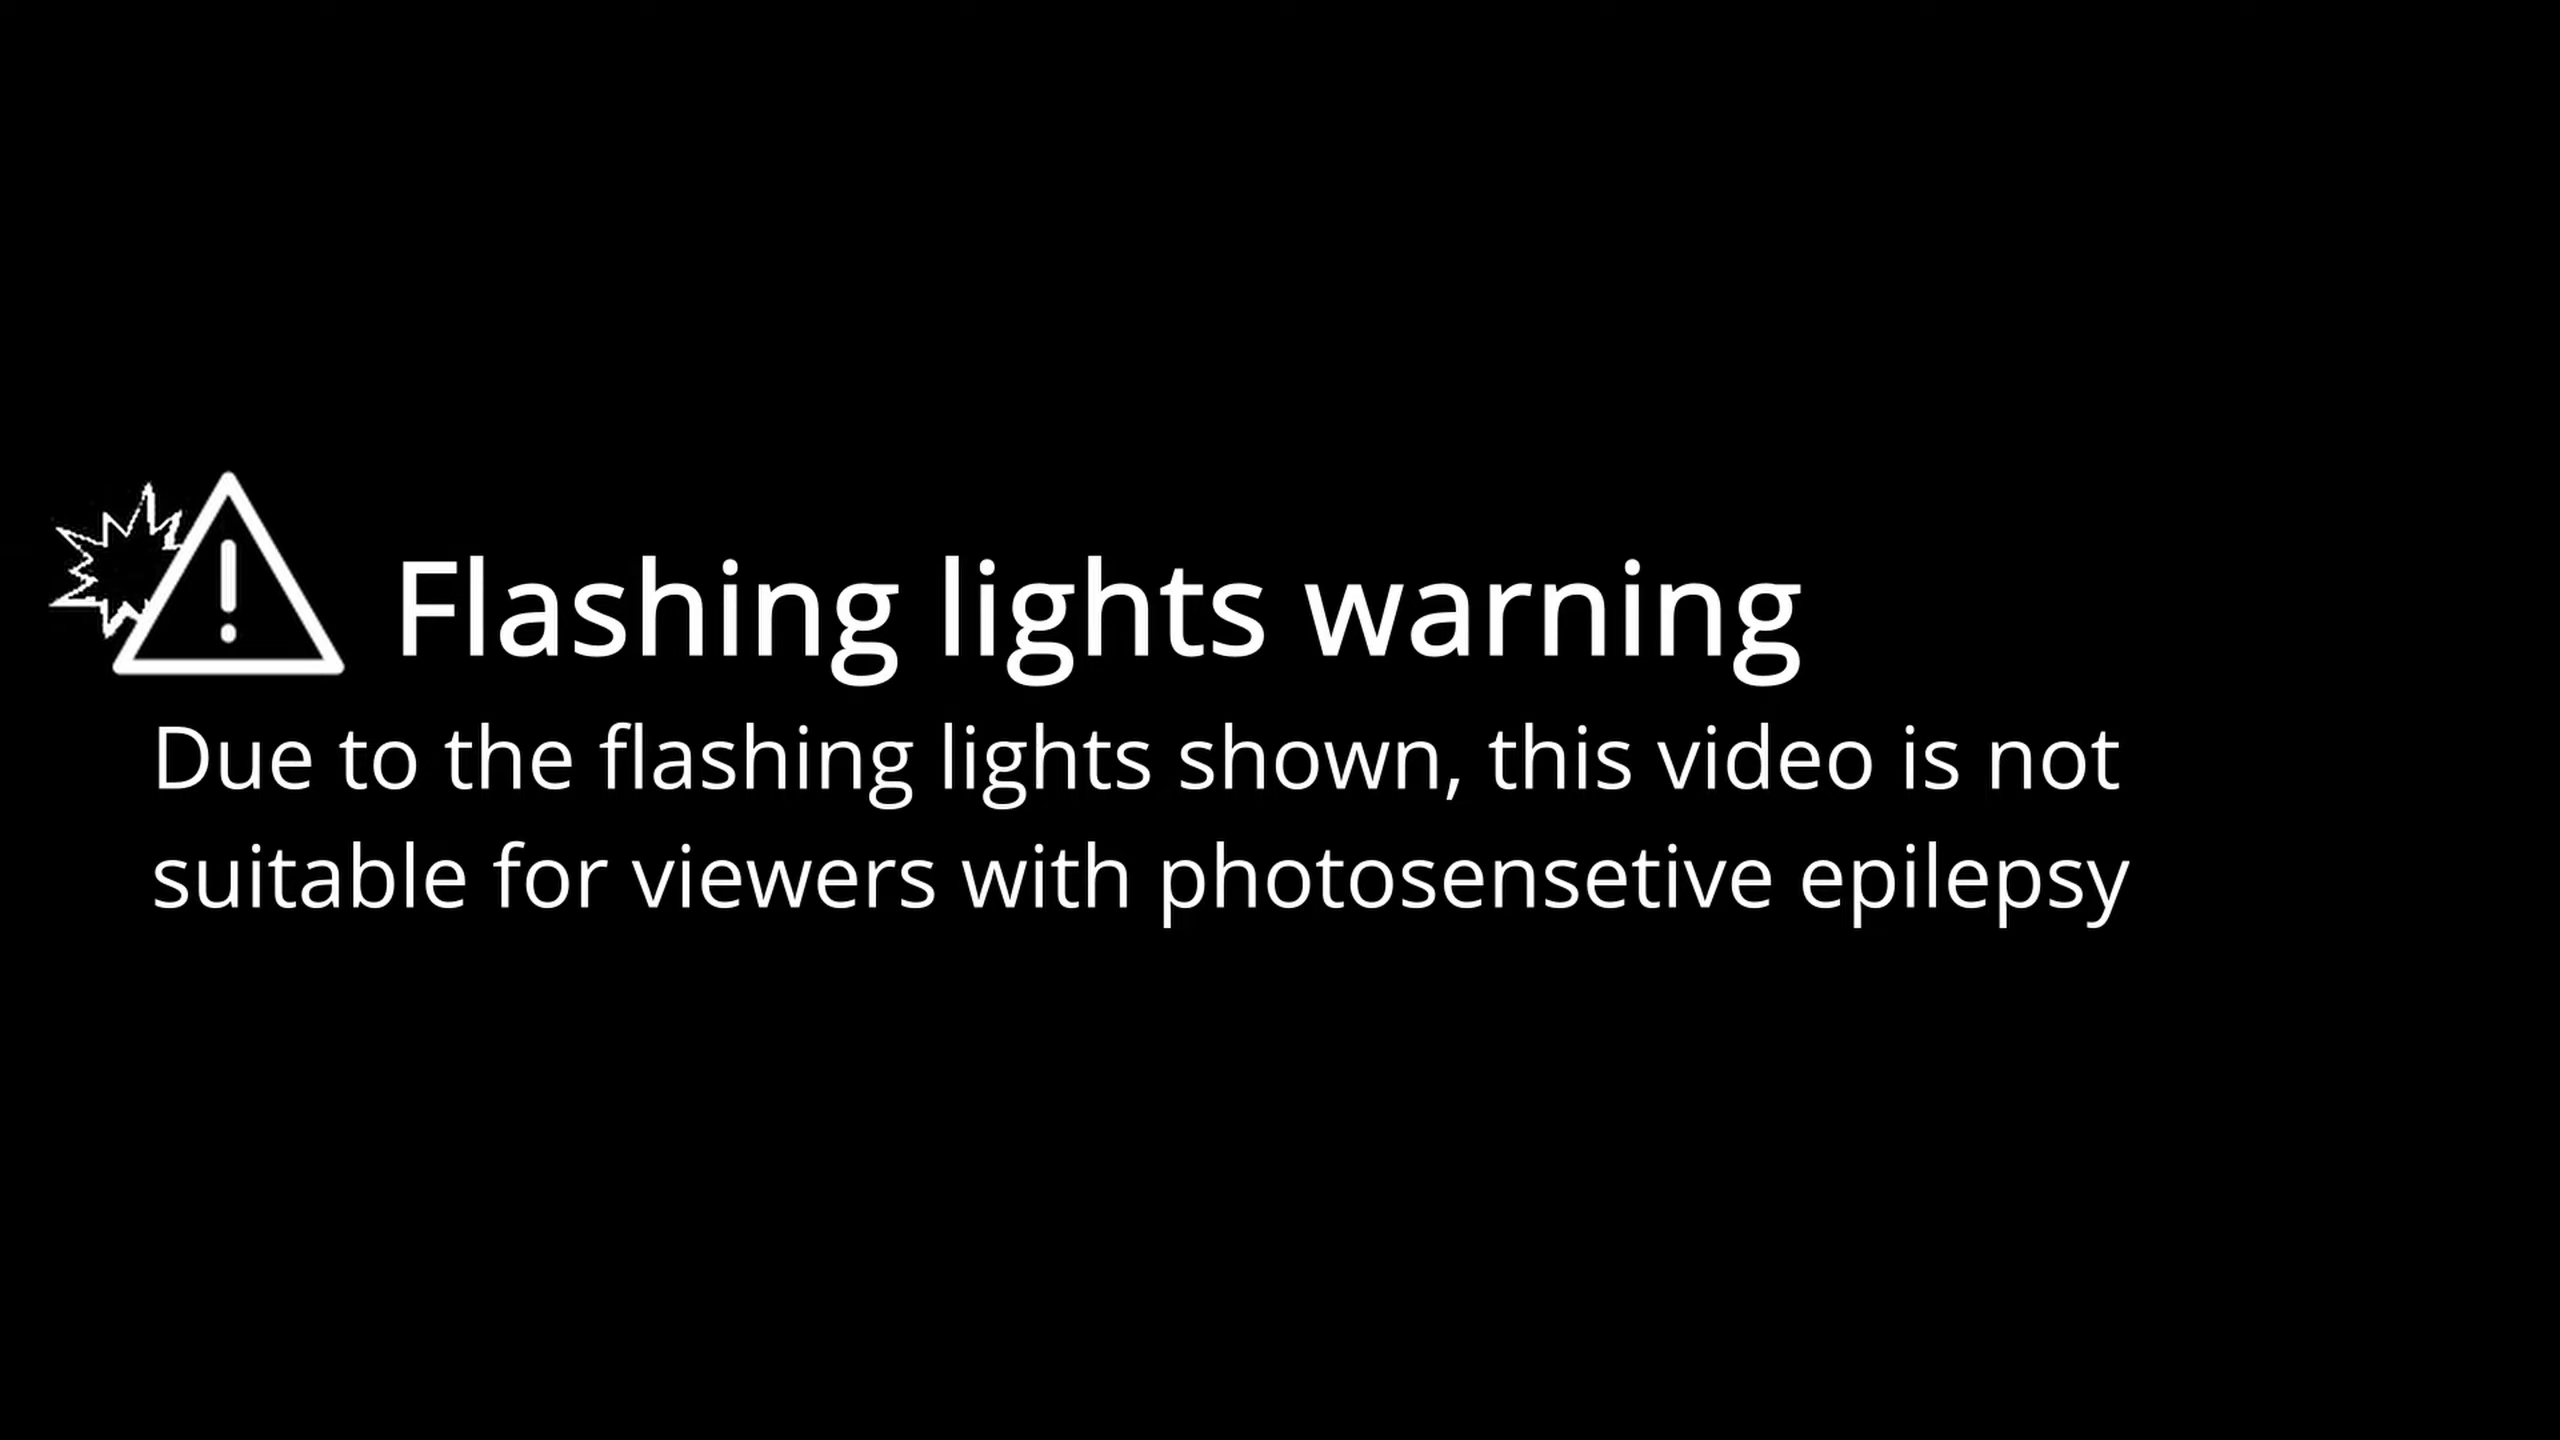 Flashing lights warning
Due to the flashing lights shown, this video is not
suitable for viewers with photosensetive epilepsy